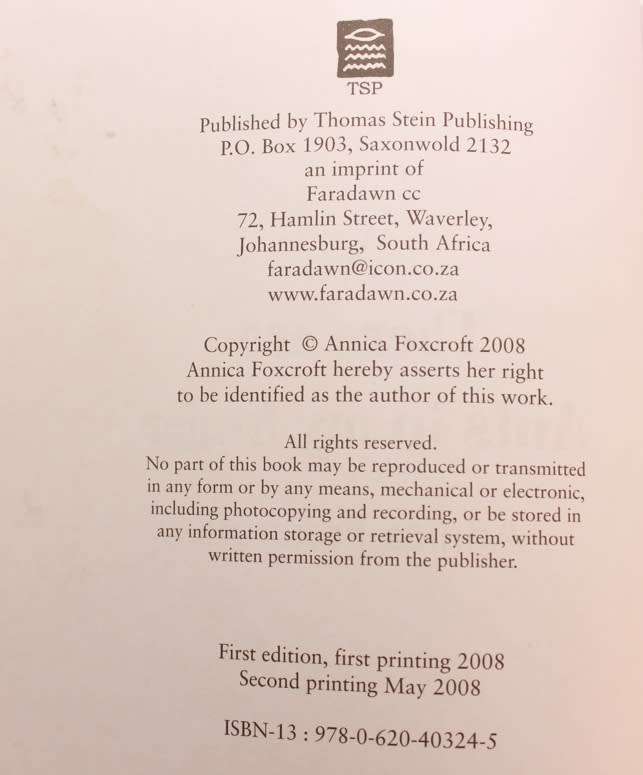 TSP
Published by Thomas Stein Publishing
P.O. Box 1903, Saxonwold 2132
an imprint of
Faradawn cc
72, Hamlin Street, Waverley,
Johannesburg, South Africa
faradawn@icon.co.za
www.faradawn.co.za
Copyright © Annica Foxcroft 2008
Annica Foxcroft hereby asserts her right
to be identified as the author of this work.
All rights reserved.
No part of this book may be reproduced or transmitted
in any form or by any means, mechanical or electronic,
including photocopying and recording, or be stored in
any information storage or retrieval system, without
written permission from the publisher.
First edition, first printing 2008
Second printing May 2008
ISBN-13 : 978-0-620-40324-5